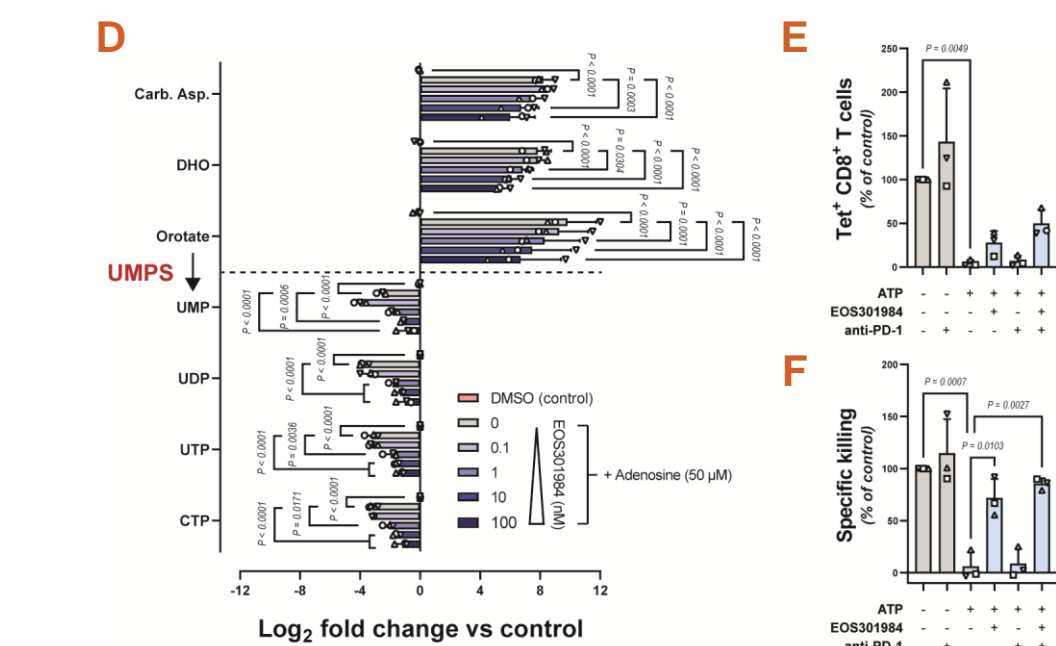 D
Carb. Asp.
P < 0.0001
P = 0.0003
P < 0.0001
DHO
P < 0.0001
P = 0.0304
P < 0.0001
P < 0.0001
Orotate
P < 0.0001
P = 0.0001
P < 0.0001
P < 0.0001
UMPS
UMP
P < 0.0001
P = 0.0006
P < 0.0001
UDP
P < 0.0001
P < 0.0001
UTP
P < 0.0001
P = 0.0036
P < 0.0001
CTP
P < 0.0001
P = 0.0171
P < 0.0001
DMSO (control)
0
0.1
1
10
100
EOS301984 (nM)
+ Adenosine (50 µM)
-12 -8 -4 0 4 8 12
Log2 fold change vs control
E
Tet+ CD8+ T cells
(% of control)
250
200
150
100
50
0
P = 0.0049
ATP - - + + + +
EOS301984 + +
anti-PD-1 + + +
F
Specific killing
(% of control)
200
150
100
50
0
P = 0.0007
P = 0.0027
P = 0.0103
ATP - - + + + +
EOS301984 + +
anti-PD-1 + + +